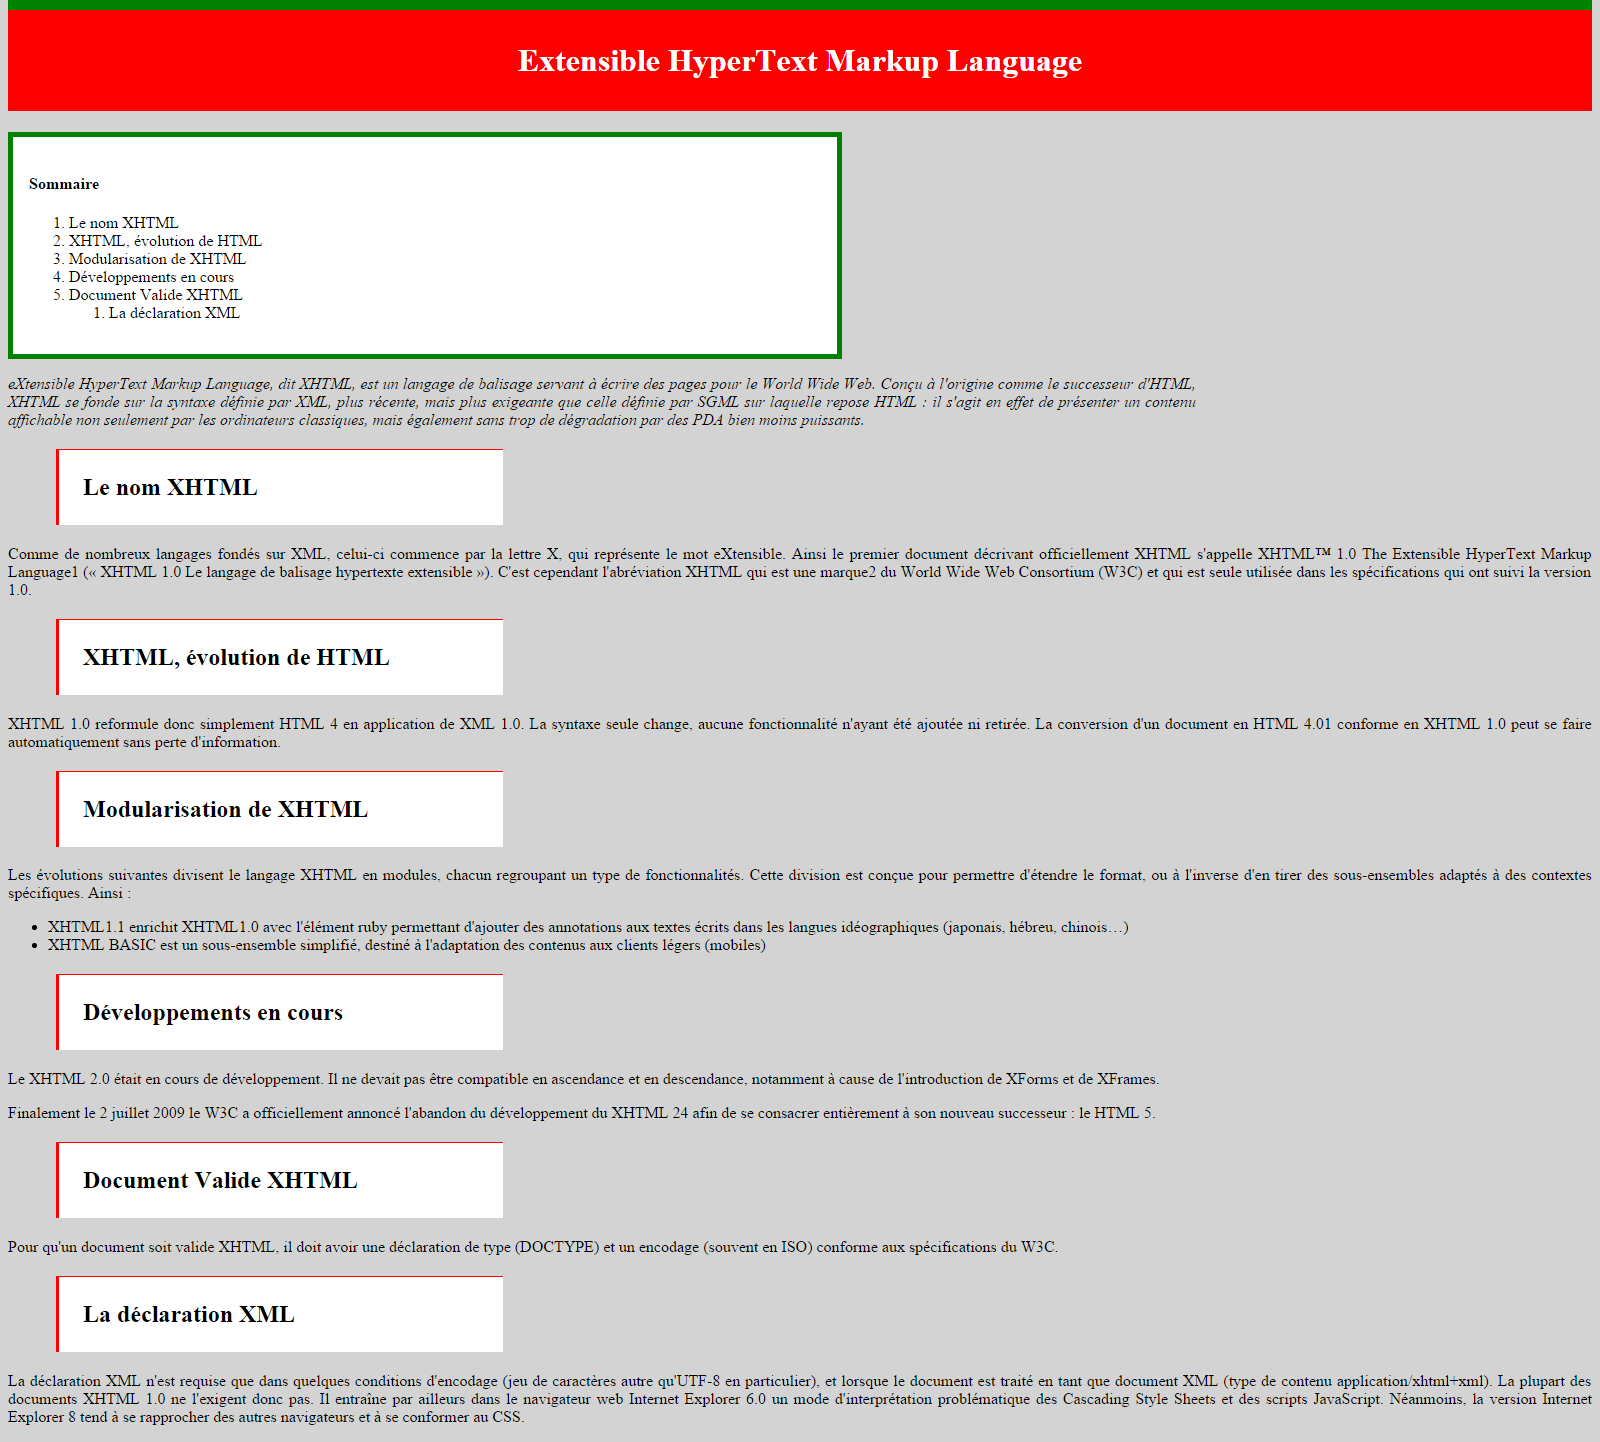 Extensible HyperText Markup Language
Sommaire
1. Le nom XHTML
2. XHTML, évolution de HTML
3. Modularisation de XHTML
4. Développements en cours
5. Document Valide XHTML
1. La déclaration XML
eXtensible HyperText Markup Language, dit XHTML, est un langage de balisage servant à écrire des pages pour le World Wide Web. Conçu à l'origine comme le successeur d'HTML,
XHTML se fonde sur la syntaxe définie par XML, plus récente, mais plus exigeante que celle définie par SGML sur laquelle repose HTML : il s'agit en effet de présenter un contenu
affichable non seulement par les ordinateurs classiques, mais également sans trop de dégradation par des PDA bien moins puissants.
Le nom XHTML
Comme de nombreux langages fondés sur XML, celui-ci commence par la lettre X, qui représente le mot eXtensible. Ainsi le premier document décrivant officiellement XHTML s'appelle XHTML™ 1.0 The Extensible HyperText Markup
Language1 (« XHTML 1.0 Le langage de balisage hypertexte extensible »). C'est cependant l'abréviation XHTML qui est une marque2 du World Wide Web Consortium (W3C) et qui est seule utilisée dans les spécifications qui ont suivi la version
1.0.
XHTML, évolution de HTML
XHTML 1.0 reformule donc simplement HTML 4 en application de XML 1.0. La syntaxe seule change, aucune fonctionnalité n'ayant été ajoutée ni retirée. La conversion d'un document en HTML 4.01 conforme en XHTML 1.0 peut se faire
automatiquement sans perte d'information.
Modularisation de XHTML
Les évolutions suivantes divisent le langage XHTML en modules, chacun regroupant un type de fonctionnalités. Cette division est conçue pour permettre d'étendre le format, ou à l'inverse d'en tirer des sous-ensembles adaptés à des contextes
spécifiques. Ainsi :
• XHTML1.1 enrichit XHTML1.0 avec l'élément ruby permettant d'ajouter des annotations aux textes écrits dans les langues idéographiques (japonais, hébreu, chinois…)
• XHTML BASIC est un sous-ensemble simplifié, destiné à l'adaptation des contenus aux clients légers (mobiles)
Développements en cours
Le XHTML 2.0 était en cours de développement. Il ne devait pas être compatible en ascendance et en descendance, notamment à cause de l'introduction de XForms et de XFrames.
Finalement le 2 juillet 2009 le W3C a officiellement annoncé l'abandon du développement du XHTML 24 afin de se consacrer entièrement à son nouveau successeur : le HTML 5.
Document Valide XHTML
Pour qu'un document soit valide XHTML, il doit avoir une déclaration de type (DOCTYPE) et un encodage (souvent en ISO) conforme aux spécifications du W3C.
La déclaration XML
La déclaration XML n'est requise que dans quelques conditions d'encodage (jeu de caractères autre qu'UTF-8 en particulier), et lorsque le document est traité en tant que document XML (type de contenu application/xhtml+xml). La plupart des
documents XHTML 1.0 ne l'exigent donc pas. Il entraîne par ailleurs dans le navigateur web Internet Explorer 6.0 un mode d'interprétation problématique des Cascading Style Sheets et des scripts JavaScript. Néanmoins, la version Internet
Explorer 8 tend à se rapprocher des autres navigateurs et à se conformer au CSS.